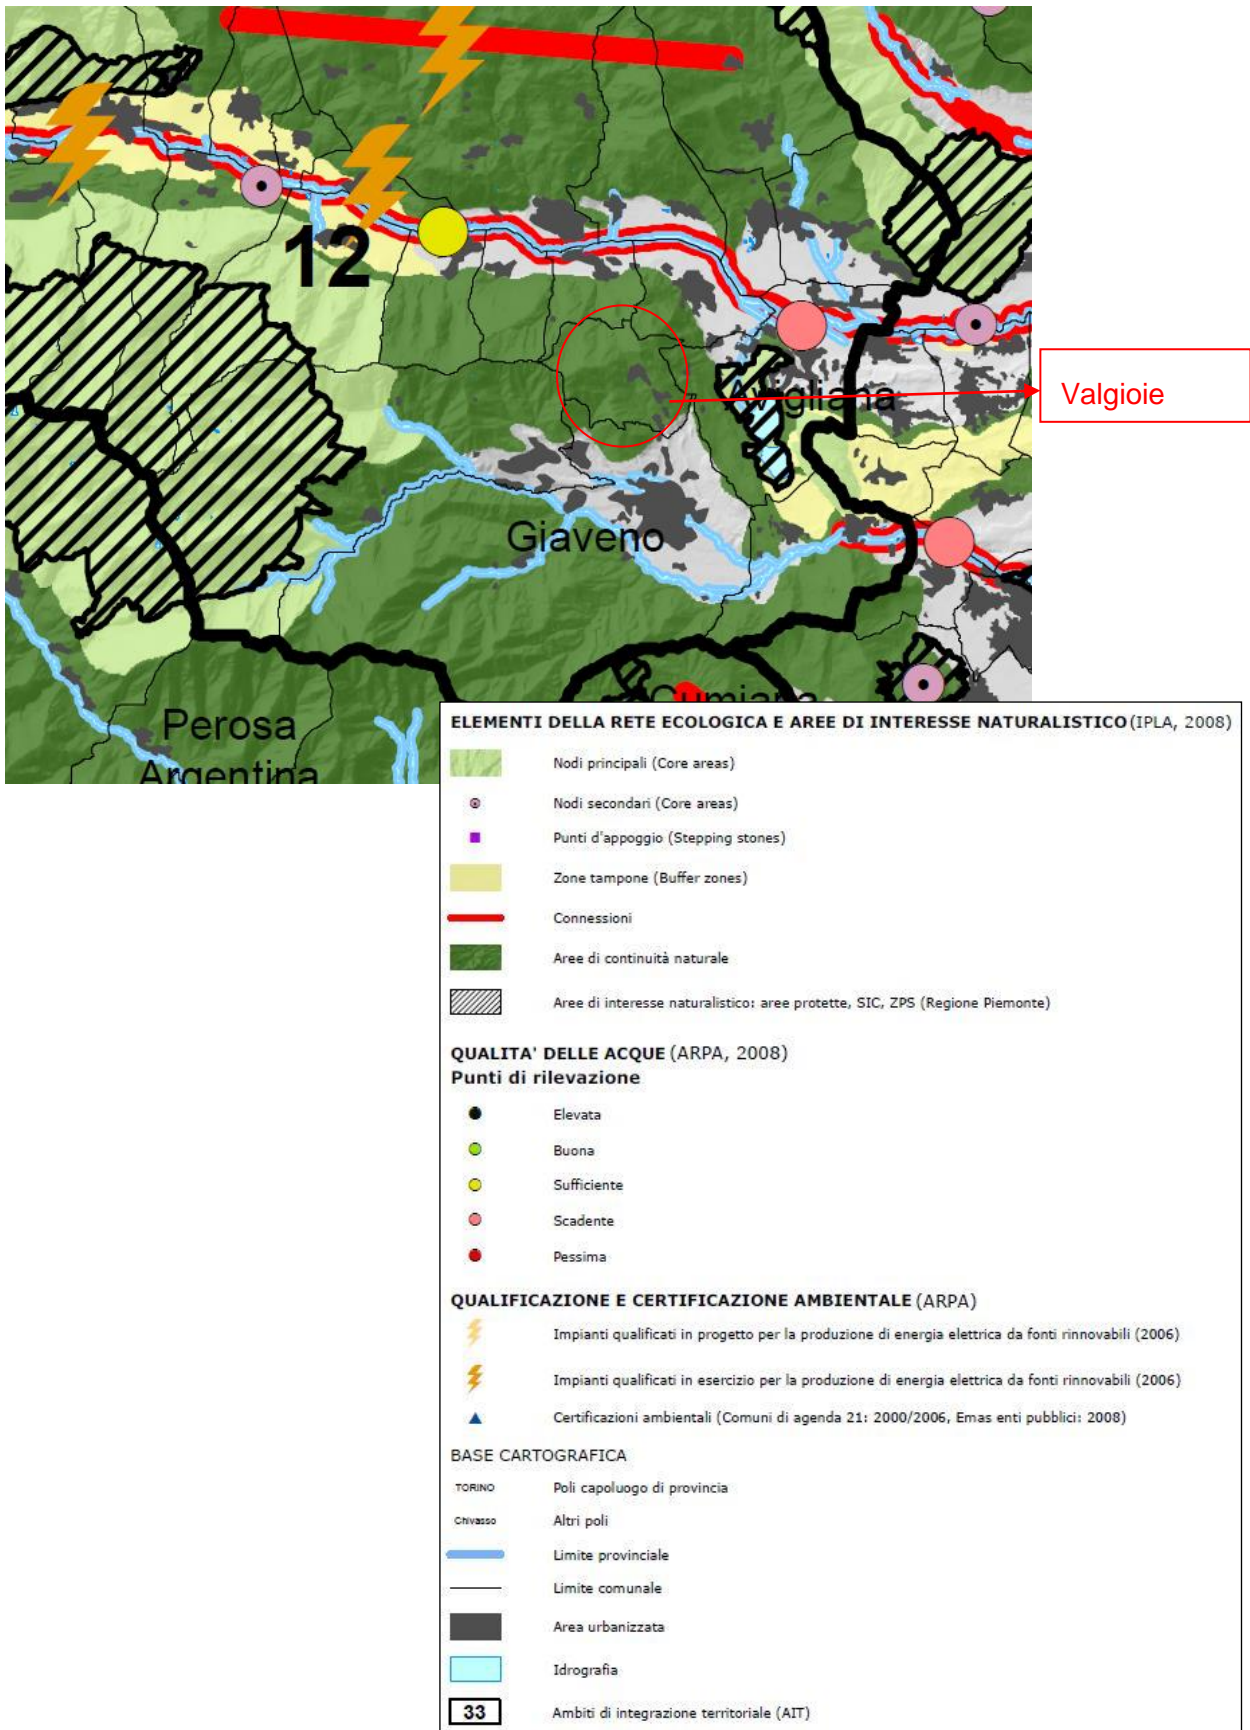 12
Avigliana
Valgioie
Giaveno
Cumiana
Perosa
Argentina
ELEMENTI DELLA RETE ECOLOGICA E AREE DI INTERESSE NATURALISTICO (IPLA, 2008)
Nodi principali (Core areas)
Nodi secondari (Core areas)
Punti d'appoggio (Stepping stones)
Zone tampone (Buffer zones)
Connessioni
Aree di continuità naturale
Aree di interesse naturalistico: aree protette, SIC, ZPS (Regione Piemonte)
QUALITA' DELLE ACQUE (ARPA, 2008)
Punti di rilevazione
Elevata
Buona
Sufficiente
Scadente
Pessima
QUALIFICAZIONE E CERTIFICAZIONE AMBIENTALE (ARPA)
Impianti qualificati in progetto per la produzione di energia elettrica da fonti rinnovabili (2006)
Impianti qualificati in esercizio per la produzione di energia elettrica da fonti rinnovabili (2006)
Certificazioni ambientali (Comuni di agenda 21: 2000/2006, Emas enti pubblici: 2008)
BASE CARTOGRAFICA
TORINO Poli capoluogo di provincia
Chivasso Altri poli
Limite provinciale
Limite comunale
Area urbanizzata
Idrografia
33 Ambiti di integrazione territoriale (AIT)